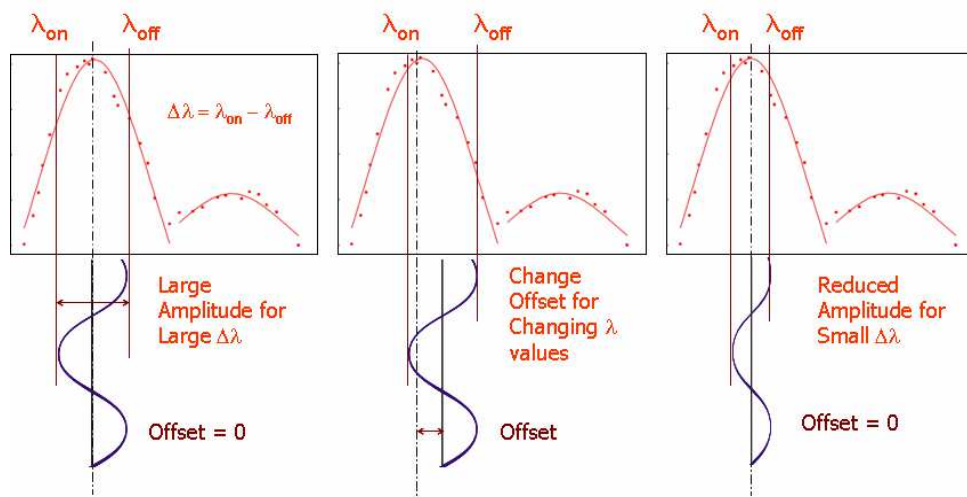 λon λoff
Δλ = λon − λoff
Large
Amplitude for
Large Δλ
Offset = 0
λon λoff
Change
Offset for
Changing λ
values
Offset
λon λoff
Reduced
Amplitude for
Small Δλ
Offset = 0